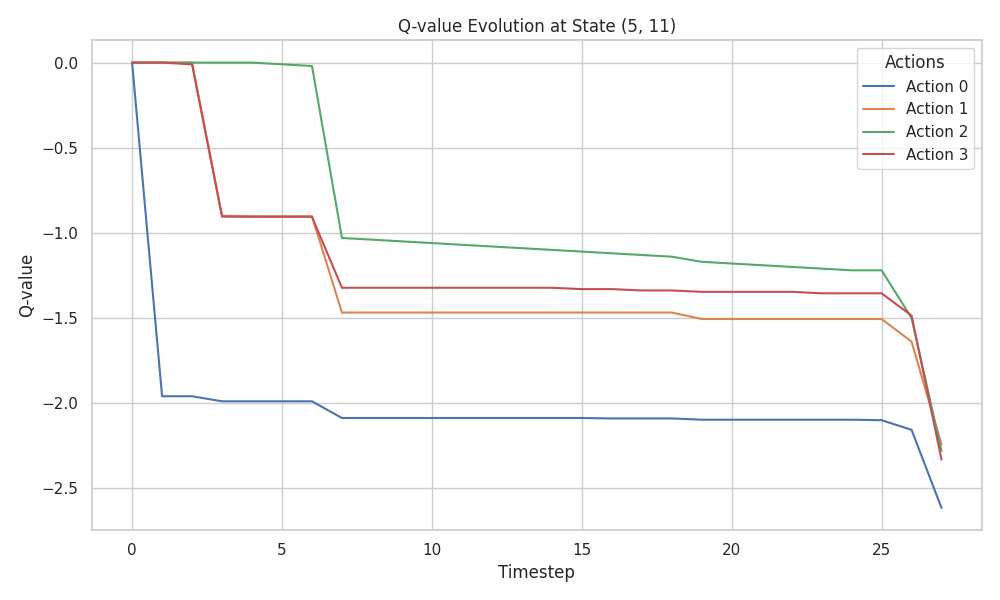 Q-value Evolution at State (5, 11)
Actions
Action 0
Action 1
Action 2
Action 3
Q-value
0.0
−0.5
−1.0
−1.5
−2.0
−2.5
0 5 10 15 20 25
Timestep